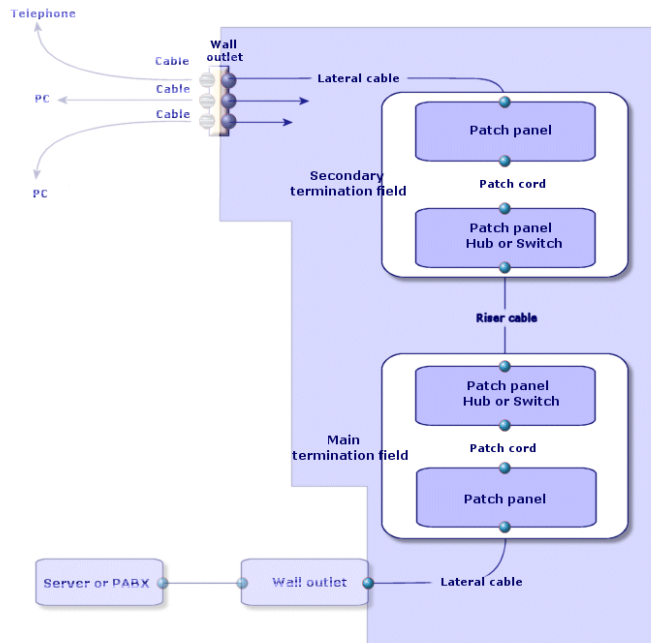 Telephone
Wall
outlet
Cable
Lateral cable
Cable
PC
Cable
PC
Patch panel
Secondary
termination field
Patch cord
Patch panel
Hub or Switch
Riser cable
Patch panel
Hub or Switch
Main
termination field
Patch cord
Patch panel
Server or PABX
Wall outlet
Lateral cable